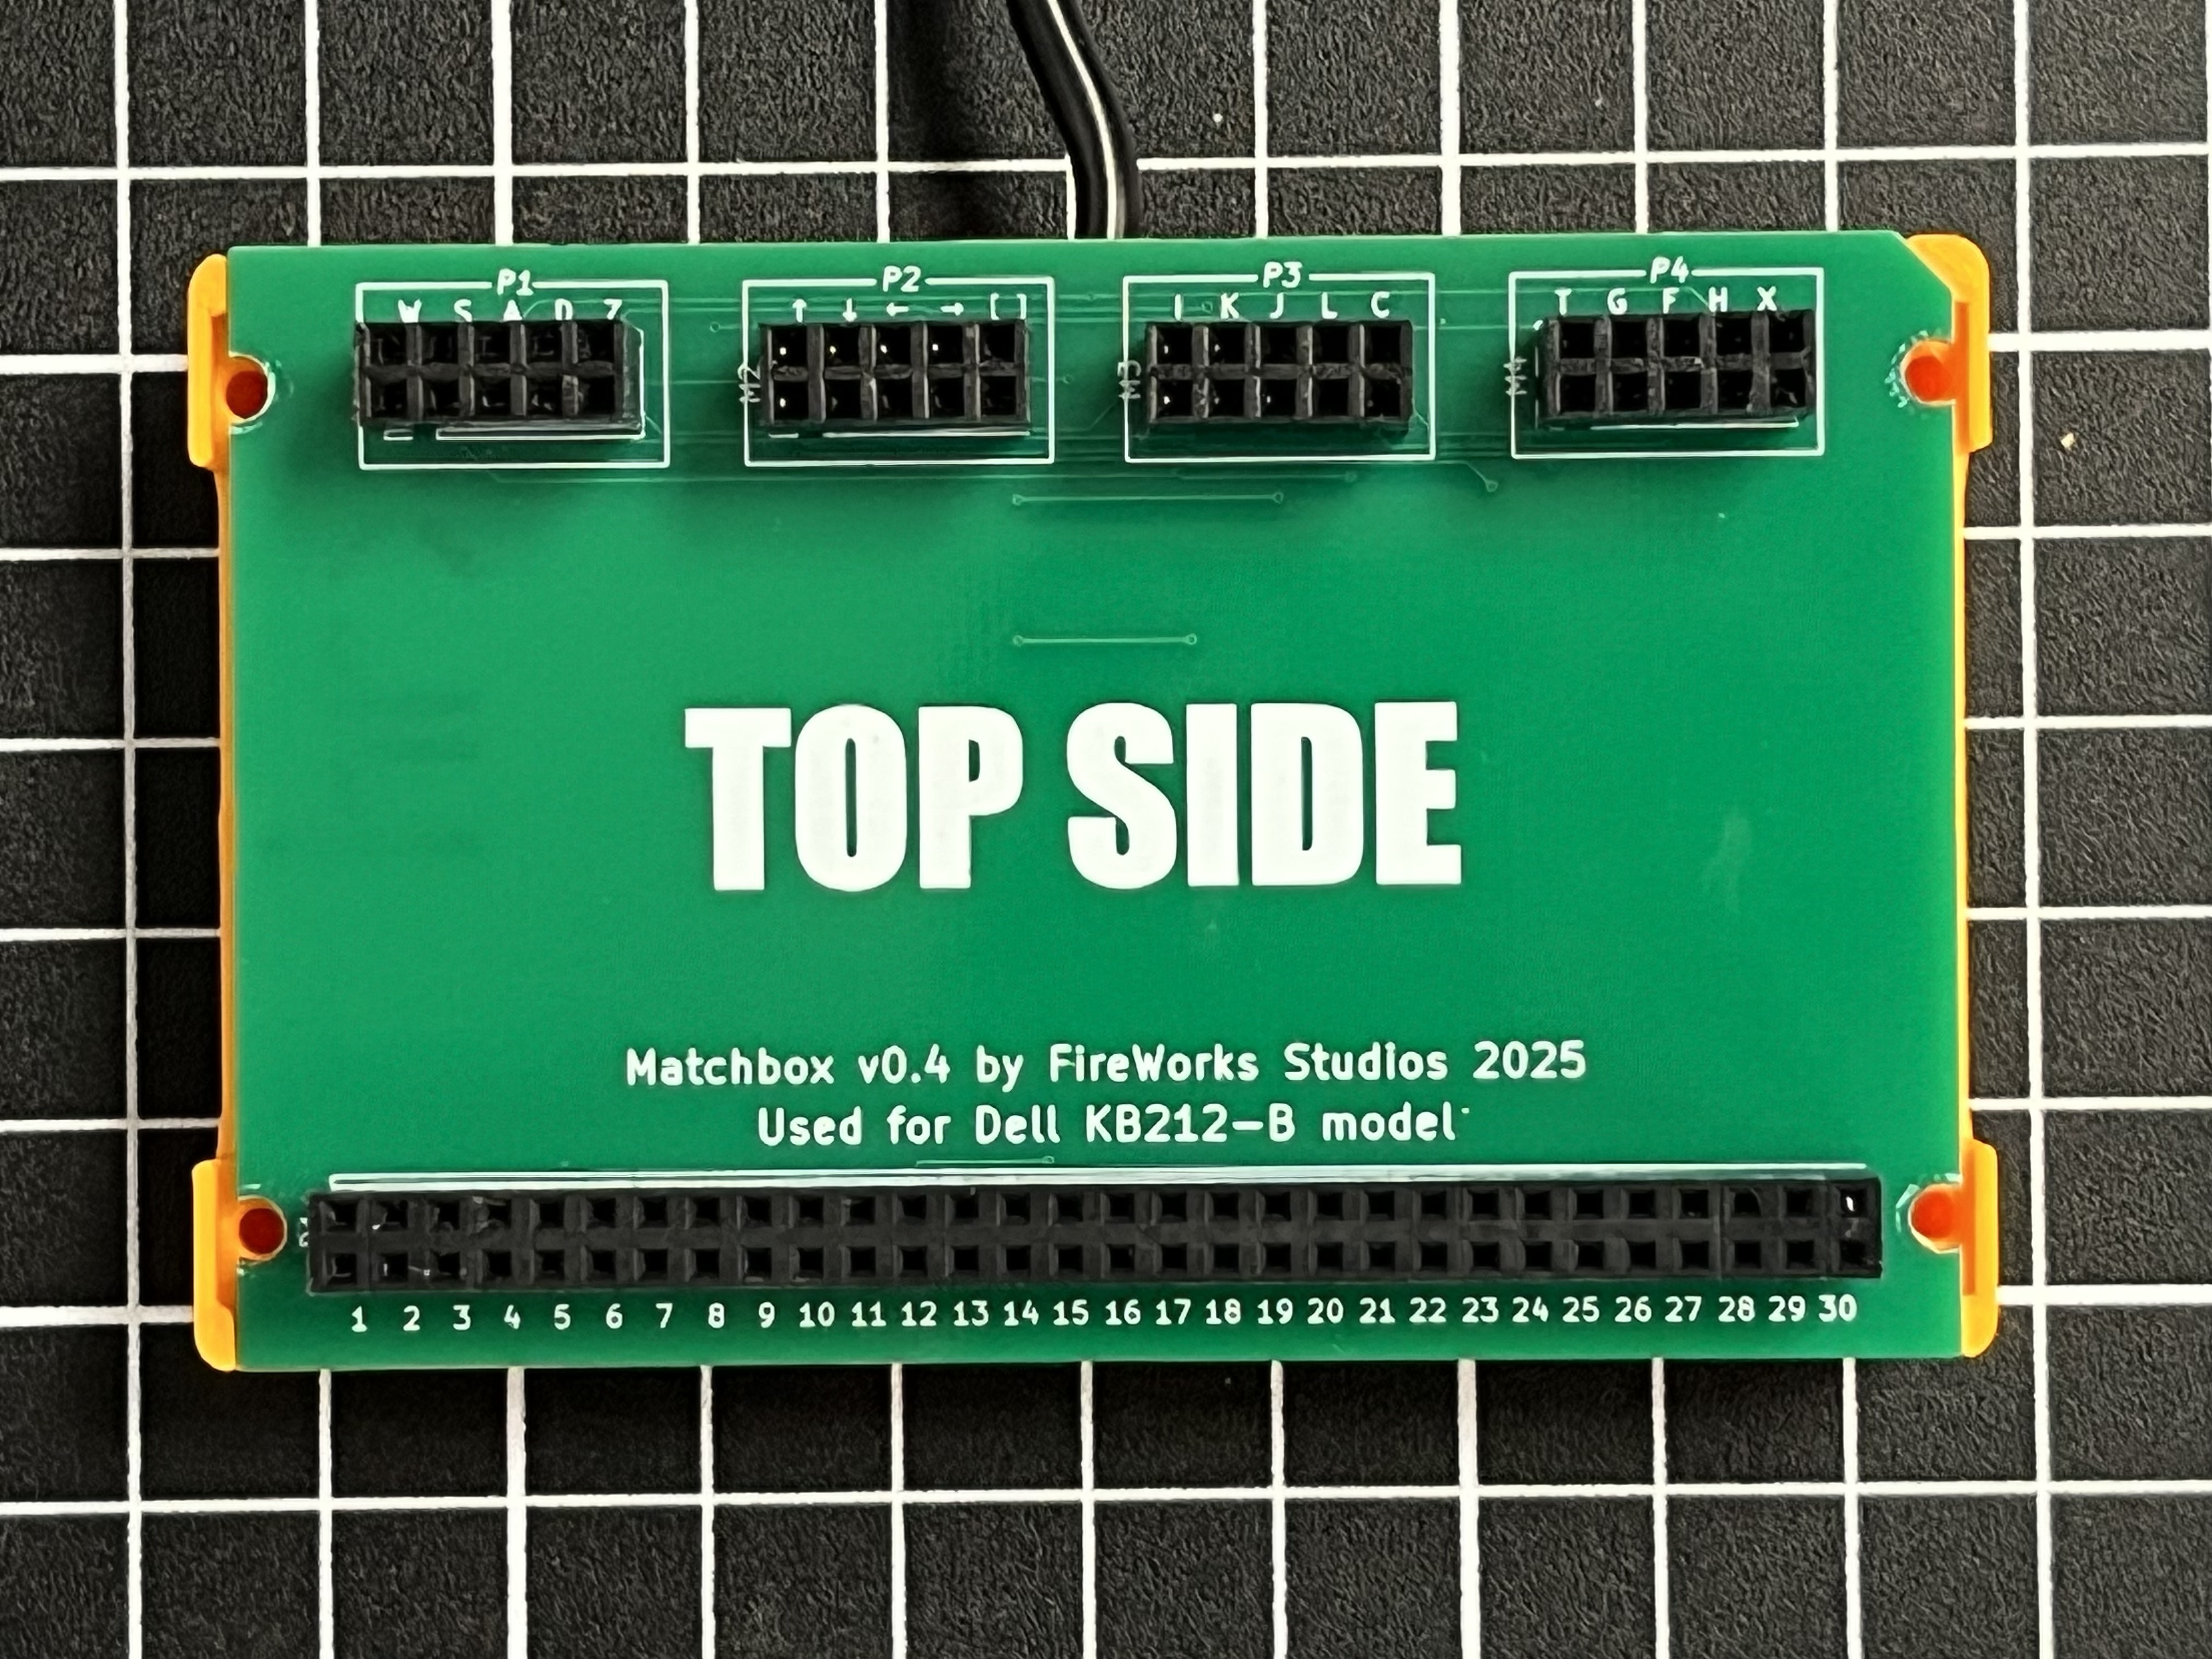 P1 P2 P3 P4
W S A D Z ↑ ↓ ← → [ ] I K J L C T G F H X
M2 M3 M4
TOP SIDE
Matchbox v0.4 by FireWorks Studios 2025
Used for Dell KB212-B model
1 2 3 4 5 6 7 8 9 10 11 12 13 14 15 16 17 18 19 20 21 22 23 24 25 26 27 28 29 30